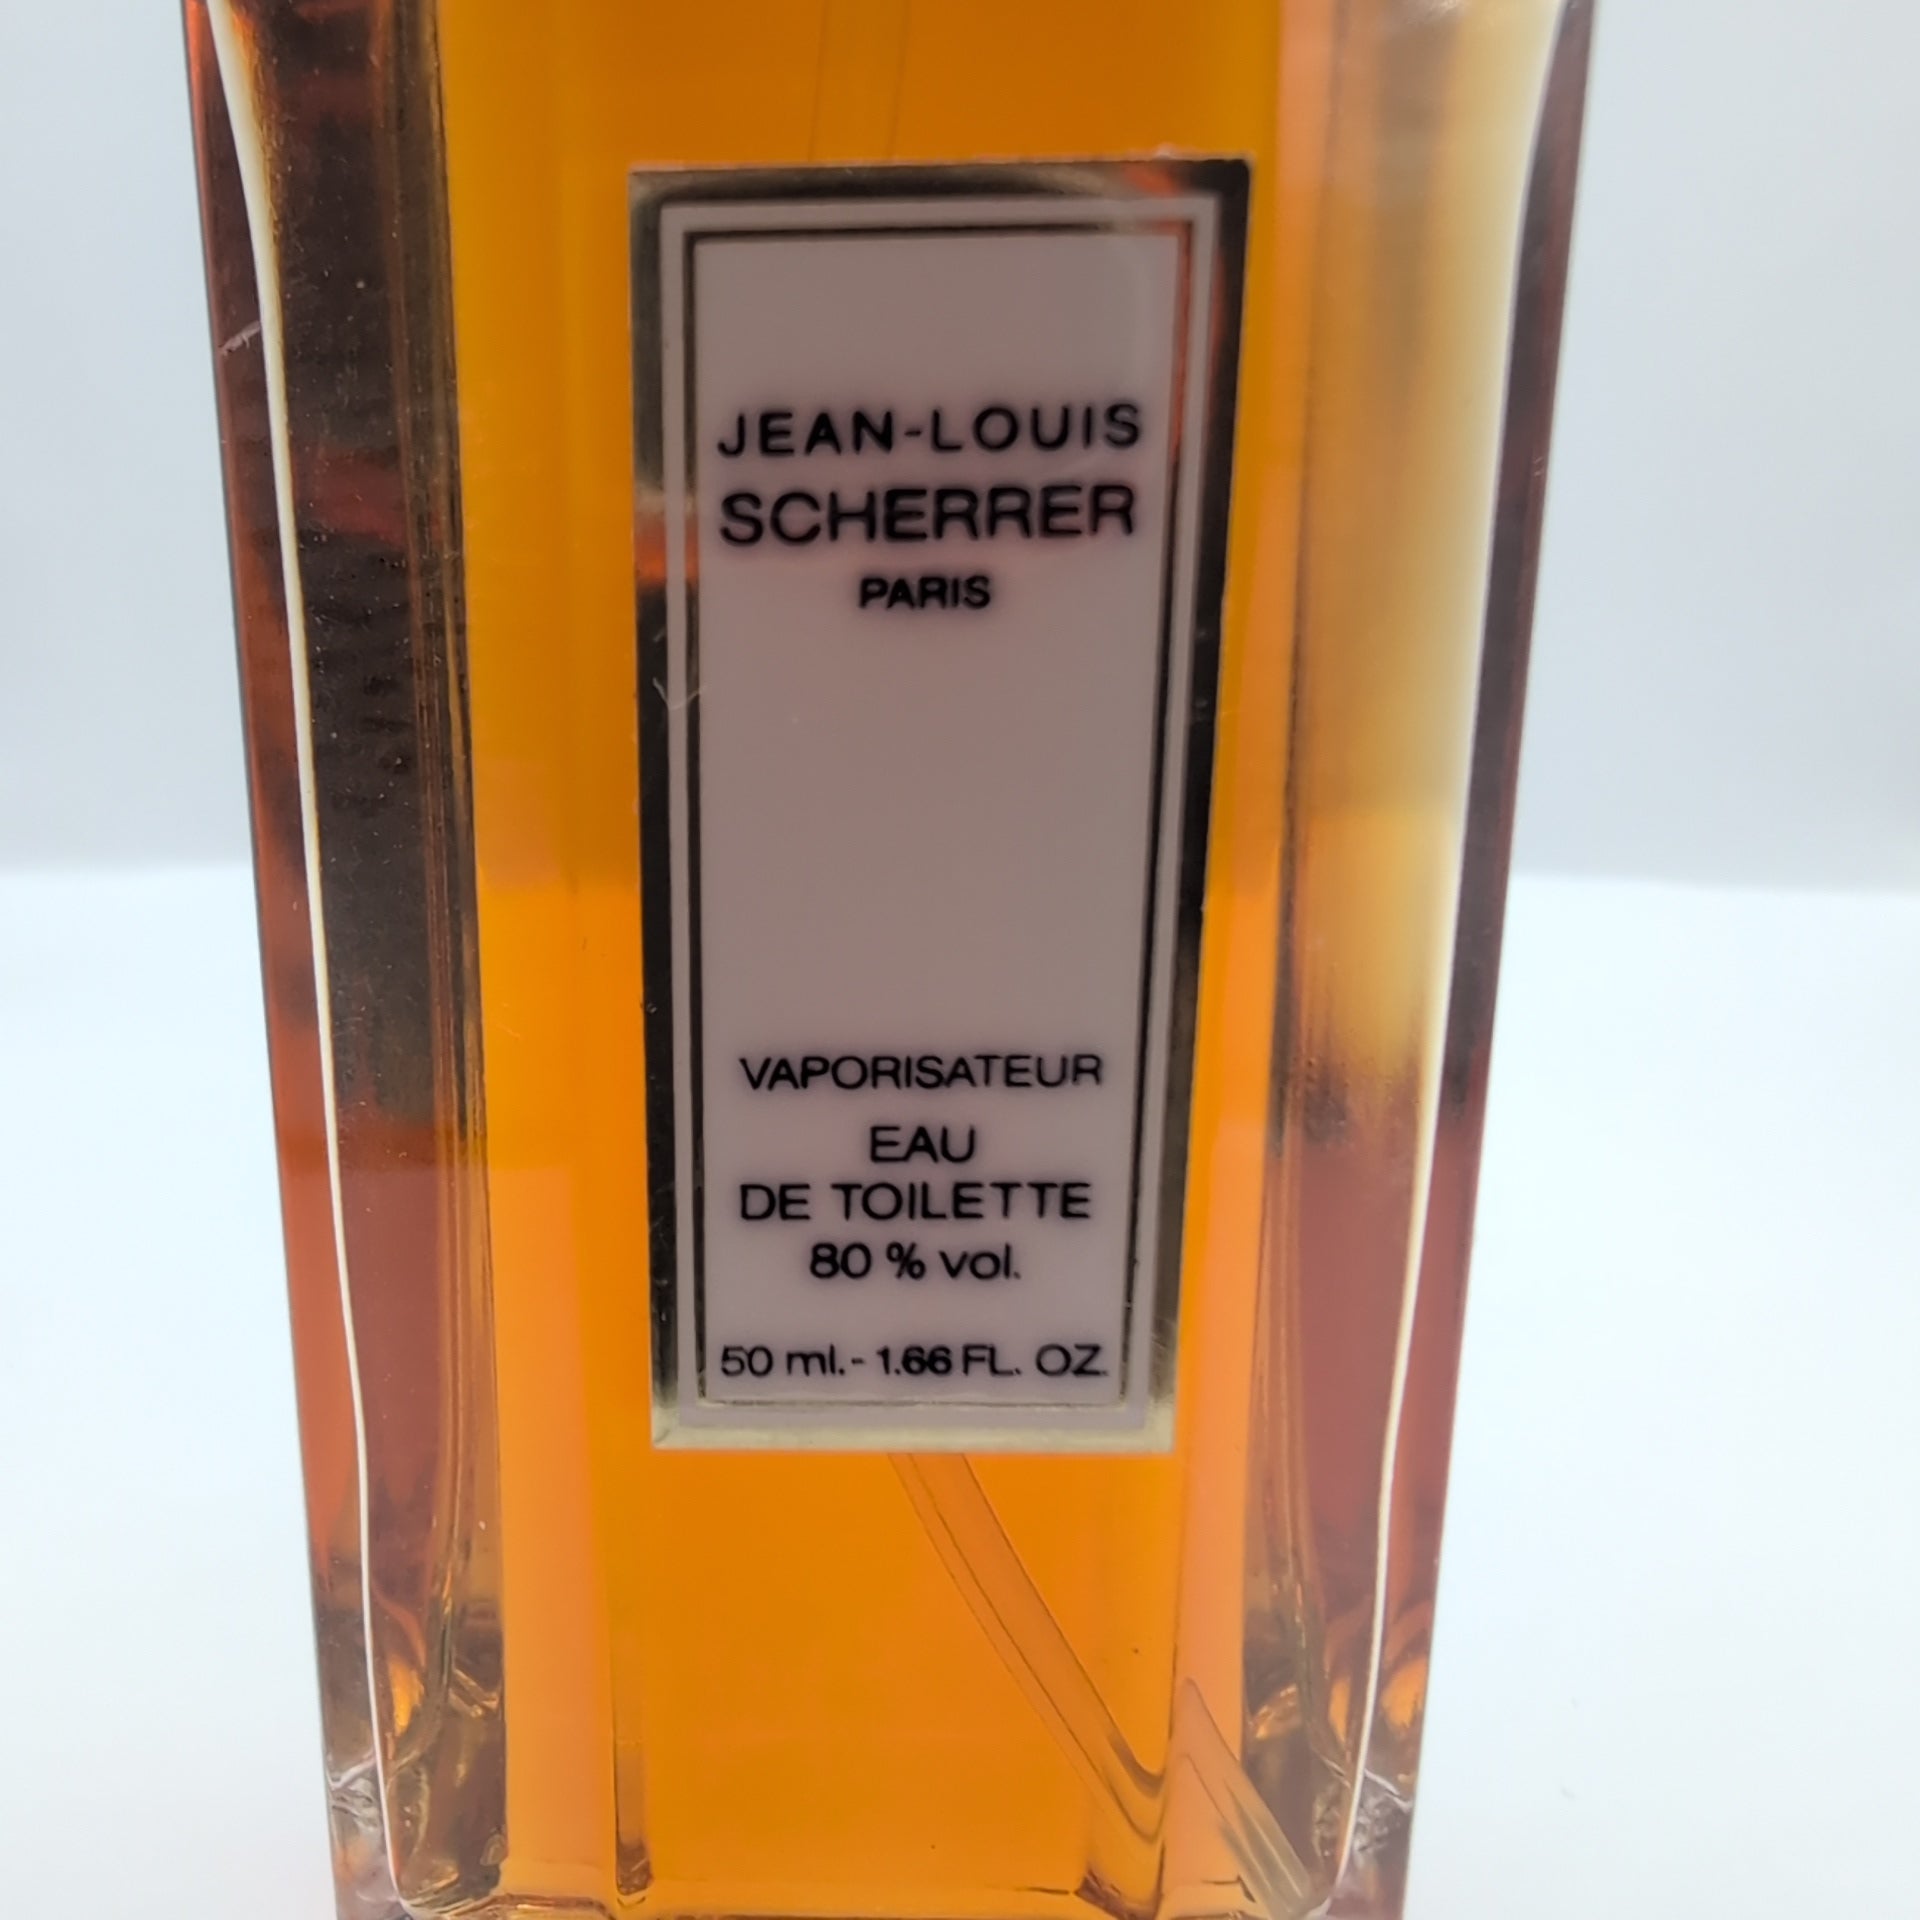 JEAN-LOUIS
SCHERRER
PARIS
VAPORISATEUR
EAU
DE TOILETTE
80 % vol.
50 ml.- 1.66 FL. OZ.